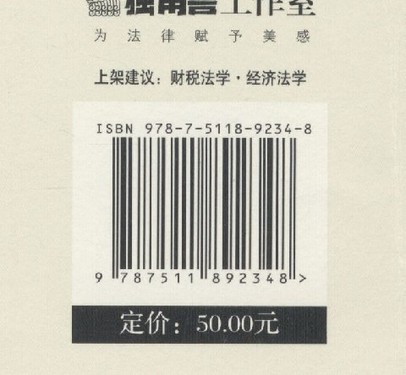 独角兽工作室
为法律赋予美感
上架建议：财税法学·经济法学
ISBN 978-7-5118-9234-8
9 787511 892348 >
定价：50.00元